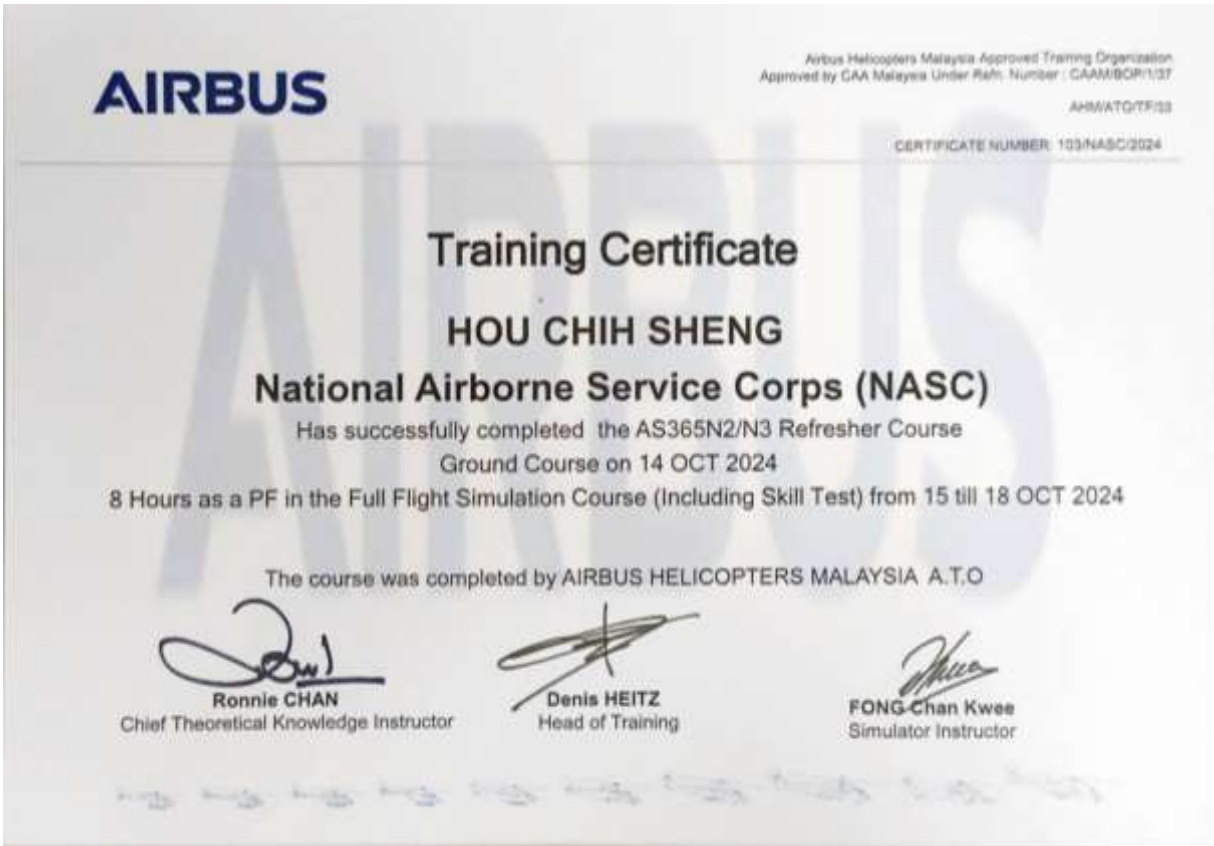 AIRBUS
Airbus Helicopters Malaysia Approved Training Organization
Approved by CAA Malaysia Under Refn. Number : CAAM/BOP/1/37
AHM/ATO/TF/33
CERTIFICATE NUMBER: 103/NASC/2024
AIRBUS
Training Certificate
HOU CHIH SHENG
National Airborne Service Corps (NASC)
Has successfully completed the AS365N2/N3 Refresher Course
Ground Course on 14 OCT 2024
8 Hours as a PF in the Full Flight Simulation Course (Including Skill Test) from 15 till 18 OCT 2024
The course was completed by AIRBUS HELICOPTERS MALAYSIA A.T.O
Ronnie CHAN
Chief Theoretical Knowledge Instructor
Denis HEITZ
Head of Training
FONG Chan Kwee
Simulator Instructor